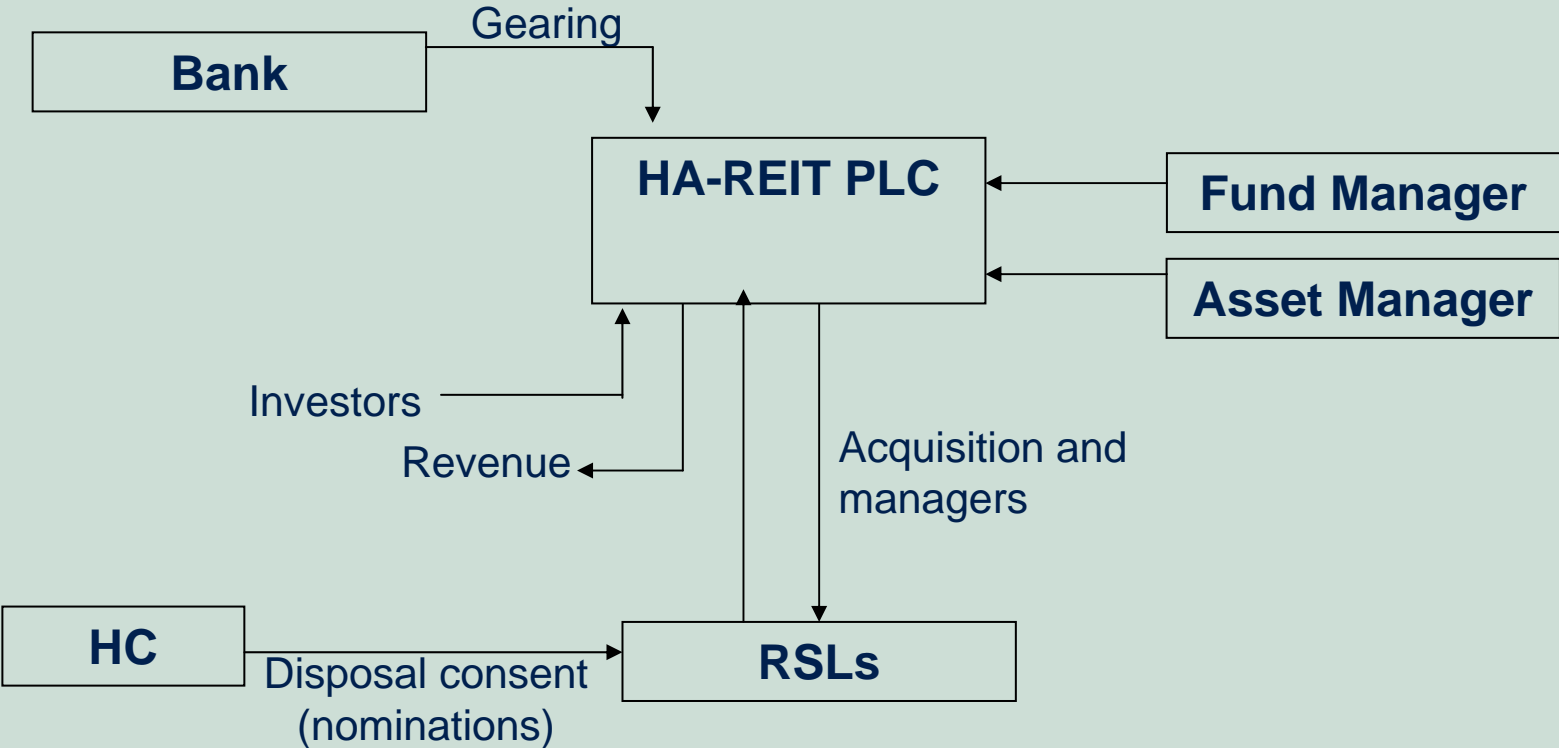 Gearing
Bank
HA-REIT PLC
Fund Manager
Asset Manager
Investors
Revenue
Acquisition and
managers
HC
Disposal consent
(nominations)
RSLs